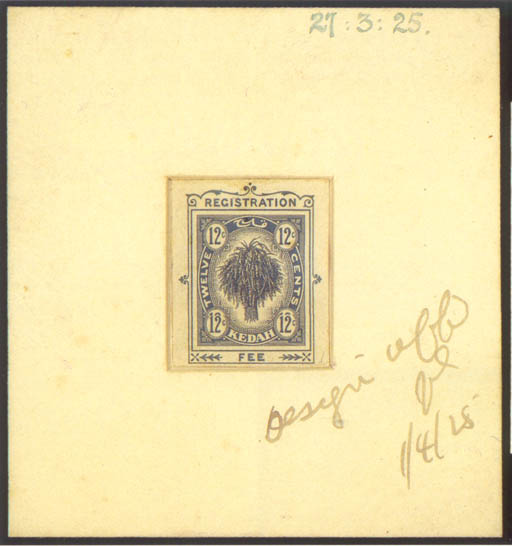 27:3:25.
REGISTRATION
12c 12c
TWELVE CENTS
12c 12c
KEDAH
FEE
Design
1/4/25